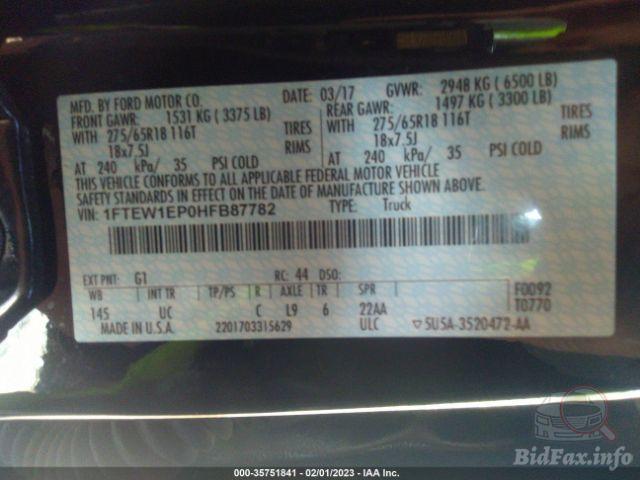 MFD. BY FORD MOTOR CO. DATE: 03/17 GVWR: 2948 KG ( 6500 LB)
FRONT GAWR: 1531 KG ( 3375 LB) REAR GAWR: 1497 KG ( 3300 LB)
WITH 275/65R18 116T TIRES WITH 275/65R18 116T TIRES
18x7.5J RIMS 18x7.5J RIMS
AT 240 kPa/ 35 PSI COLD AT 240 kPa/ 35 PSI COLD
THIS VEHICLE CONFORMS TO ALL APPLICABLE FEDERAL MOTOR VEHICLE
SAFETY STANDARDS IN EFFECT ON THE DATE OF MANUFACTURE SHOWN ABOVE.
VIN: 1FTEW1EP0HFB87782 TYPE: Truck
EXT PNT: G1 RC: 44 DSO: F0092
WB INT TR TP/PS R AXLE TR SPR T0770
145 UC C L9 6 22AA
MADE IN U.S.A. 2201703315629 ULC ▽ SU5A-3520472-AA
BidFax.info
000-35751841 - 02/01/2023 - IAA Inc.